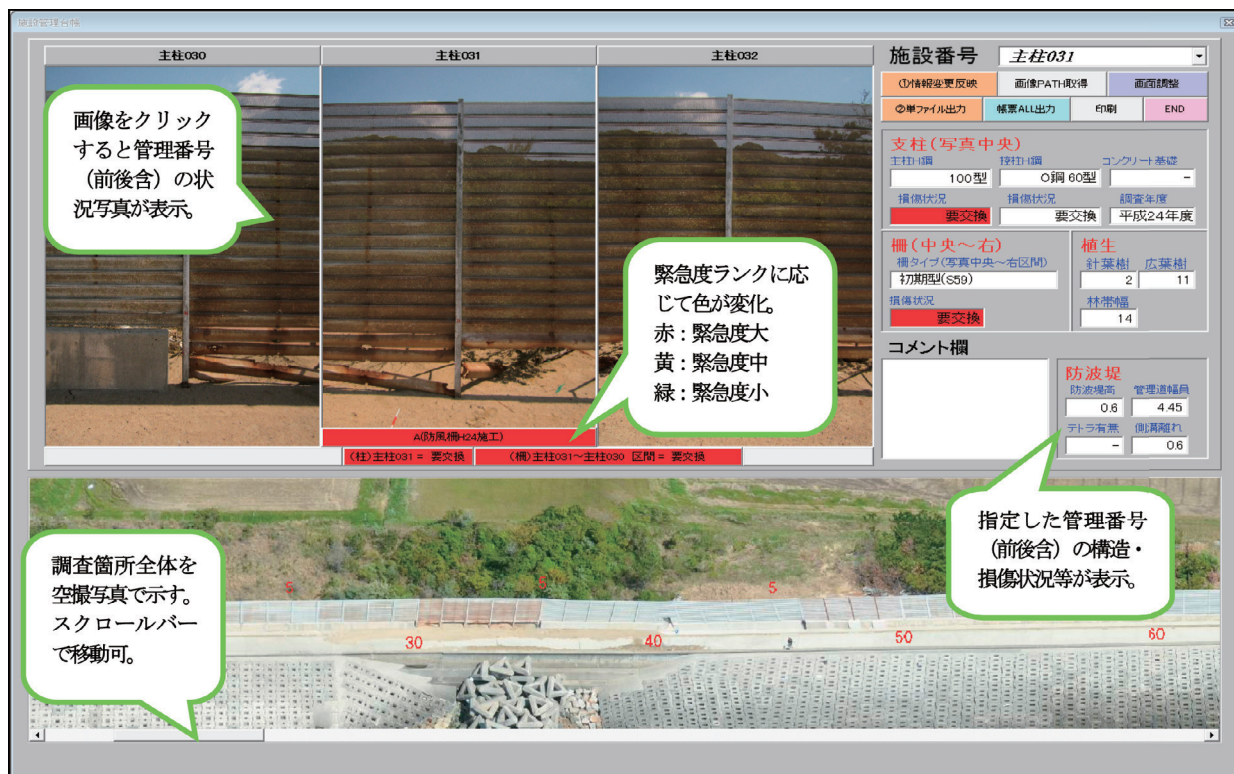 施設管理台帳
主柱030
主柱031
主柱032
施設番号
主柱031
①情報変更反映
画像PATH取得
画面調整
②単ファイル出力
帳票ALL出力
印刷
END
支柱(写真中央)
主柱H鋼
控柱H鋼
コンクリート基礎
100型
O鋼 60型
-
損傷状況
損傷状況
調査年度
要交換
要交換
平成24年度
柵(中央～右)
柵タイプ(写真中央～右区間)
初期型(S59)
損傷状況
要交換
植生
針葉樹
広葉樹
2
11
林帯幅
14
コメント欄
防波堤
防波堤高
管理道幅員
0.6
4.45
テトラ有無
側溝離れ
-
0.6
画像をクリック
すると管理番号
（前後含）の状
況写真が表示。
緊急度ランクに応
じて色が変化。
赤：緊急度大
黄：緊急度中
緑：緊急度小
A(防風柵H24施工)
(柱)主柱031 = 要交換
(柵)主柱031～主柱030 区間 = 要交換
指定した管理番号
（前後含）の構造・
損傷状況等が表示。
調査箇所全体を
空撮写真で示す。
スクロールバー
で移動可。
5
5
5
30
40
50
60